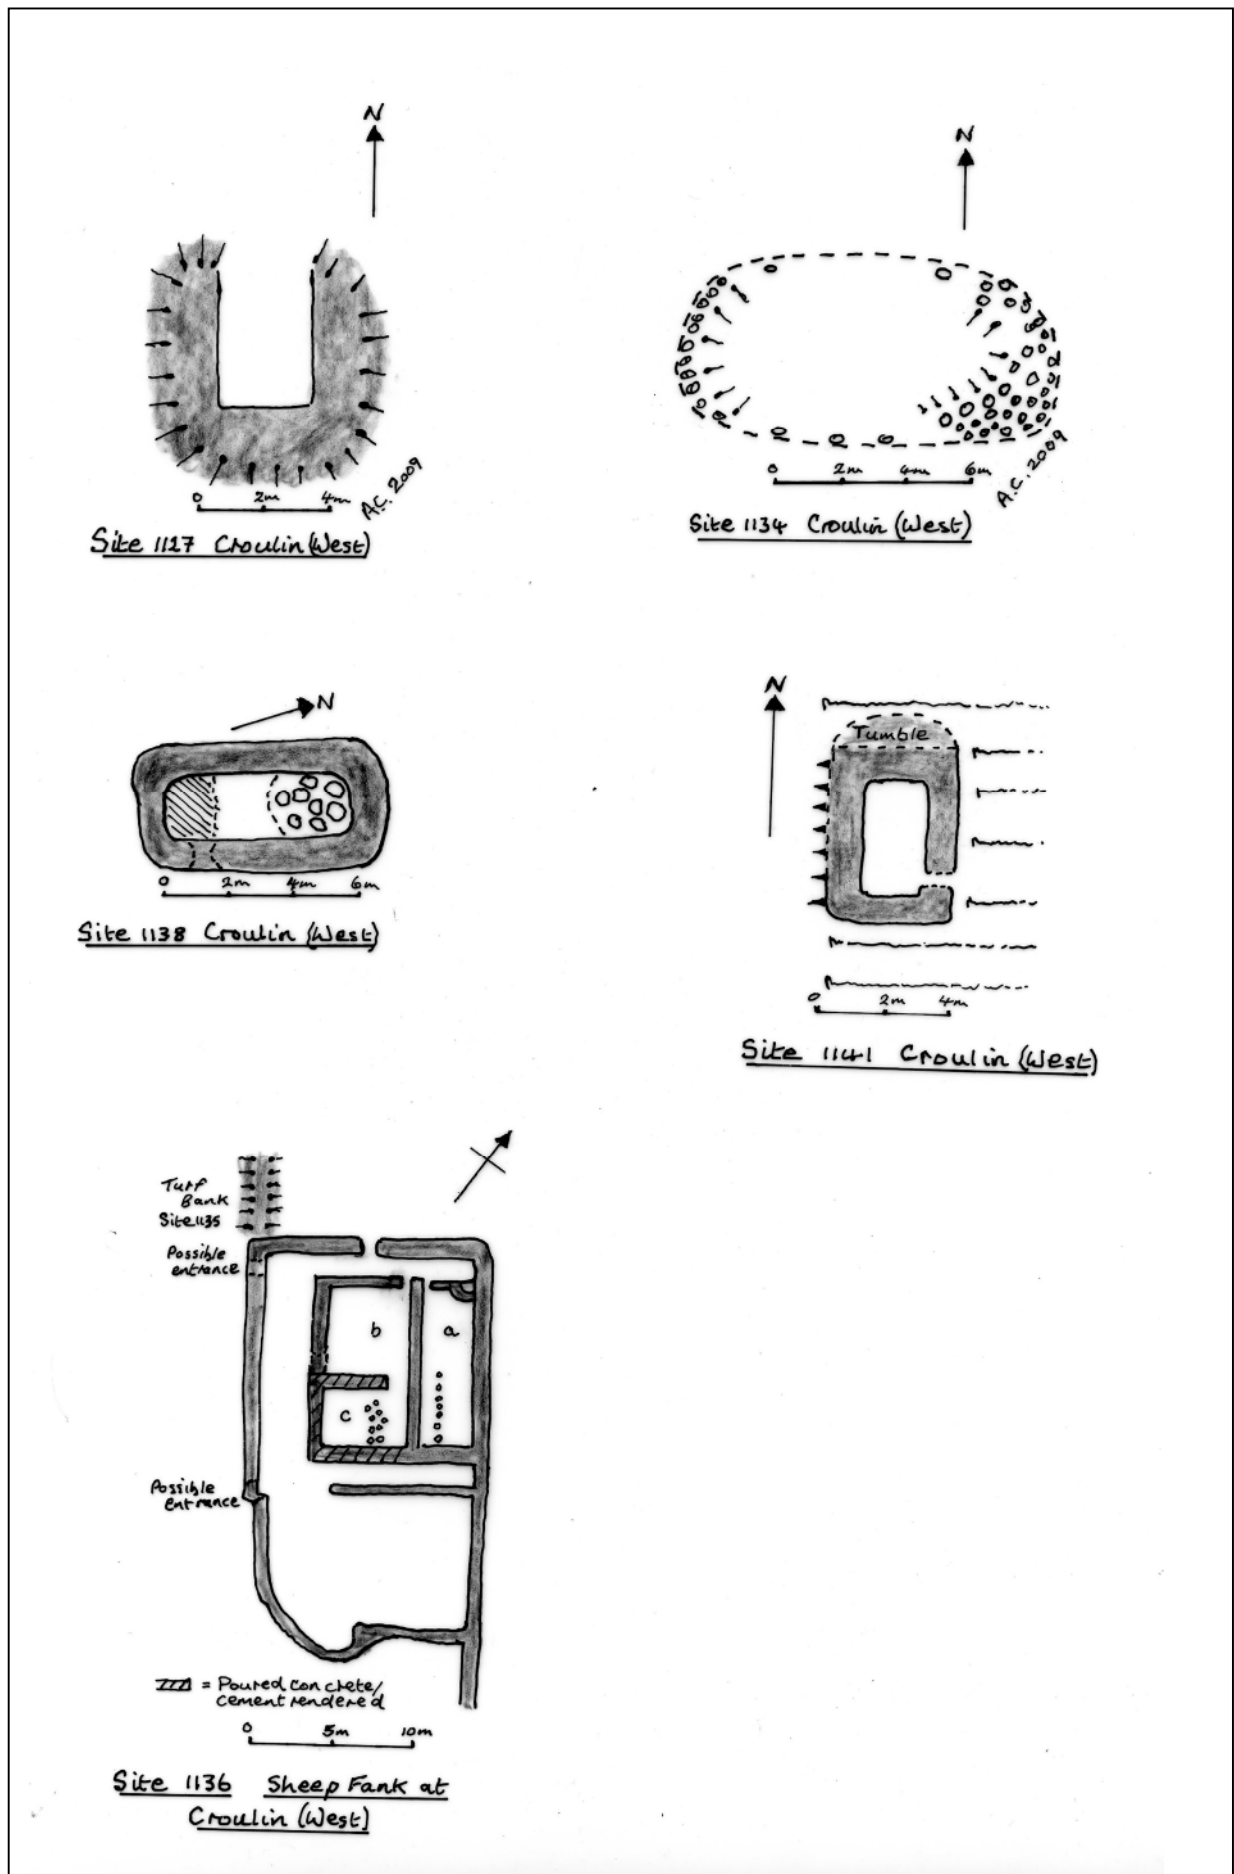 N
0 2m 4m
A.C. 2009
Site 1127 Croulin (West)
N
0 2m 4m 6m
A.C. 2009
Site 1134 Croulin (West)
N
0 2m 4m 6m
Site 1138 Croulin (West)
N
Tumble
0 2m 4m
Site 1141 Croulin (West)
Turf
Bank
Site 1135
Possible
entrance
b a
c
Possible
entrance
= Poured concrete/
cement rendered
0 5m 10m
Site 1136 Sheep Fank at
Croulin (West)